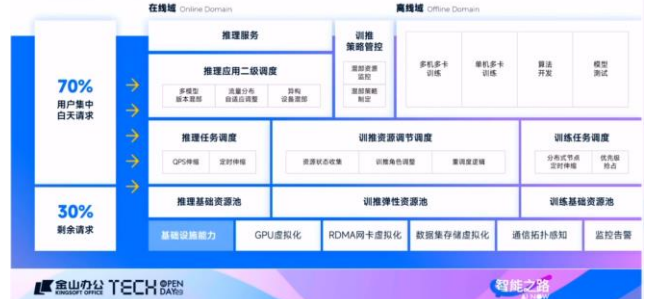 在线域 Online Domain
离线域 Offline Domain
70%
用户集中
白天请求
30%
剩余请求
推理服务
推理应用二级调度
多模型
版本混部
流量分布
自适应调整
异构
设备混部
训推
策略管控
混部资源
监控
混部策略
制定
多机多卡
训练
单机多卡
训练
算法
开发
模型
测试
推理任务调度
QPS伸缩
定时伸缩
训推资源调节调度
资源状态收集
训推角色调整
重调度逻辑
训练任务调度
分布式节点
定时伸缩
优先级
抢占
推理基础资源池
训推弹性资源池
训练基础资源池
基础设施能力
GPU虚拟化
RDMA网卡虚拟化
数据集存储虚拟化
通信拓扑感知
监控告警
金山办公 TECH OPEN DAY
KINGSOFT OFFICE
智能之路